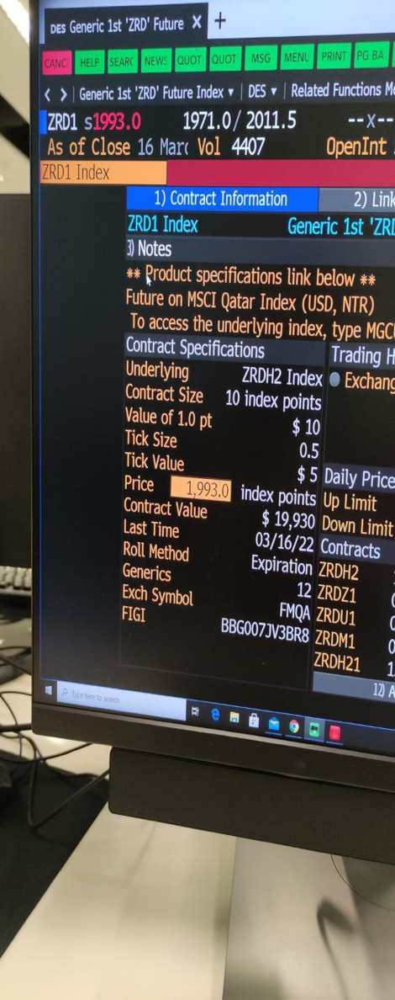 DES Generic 1st 'ZRD' Future X +
CANC HELP SEARC NEWS QUOT QUOT MSG MENU PRINT PG BA
< > Generic 1st 'ZRD' Future Index ▾ DES ▾ Related Functions M
ZRD1 s1993.0 1971.0/ 2011.5 --x--
As of Close 16 Marc Vol 4407 OpenInt
ZRD1 Index
1) Contract Information 2) Link
ZRD1 Index Generic 1st 'ZRD
3) Notes
** Product specifications link below **
Future on MSCI Qatar Index (USD, NTR)
To access the underlying index, type MGCU
Contract Specifications Trading H
Underlying ZRDH2 Index Exchang
Contract Size 10 index points
Value of 1.0 pt $ 10
Tick Size 0.5
Tick Value $ 5 Daily Price
Price 1,993.0 index points Up Limit
Contract Value $ 19,930 Down Limit
Last Time 03/16/22 Contracts
Roll Method Expiration ZRDH2
Generics 12 ZRDZ1
Exch Symbol FMQA ZRDU1
FIGI BBG007JV3BR8 ZRDM1
ZRDH21
12) A
Type here to search